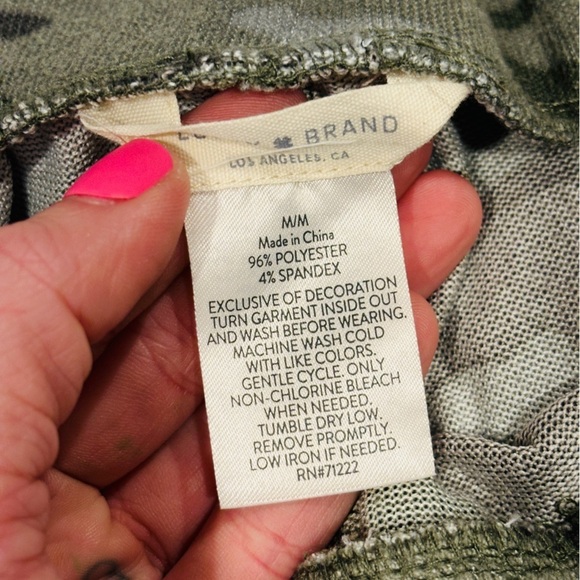 BRAND
LOS ANGELES, CA
M/M
Made in China
96% POLYESTER
4% SPANDEX
EXCLUSIVE OF DECORATION
TURN GARMENT INSIDE OUT
AND WASH BEFORE WEARING.
MACHINE WASH COLD
WITH LIKE COLORS.
GENTLE CYCLE. ONLY
NON-CHLORINE BLEACH
WHEN NEEDED.
TUMBLE DRY LOW.
REMOVE PROMPTLY.
LOW IRON IF NEEDED.
RN#71222